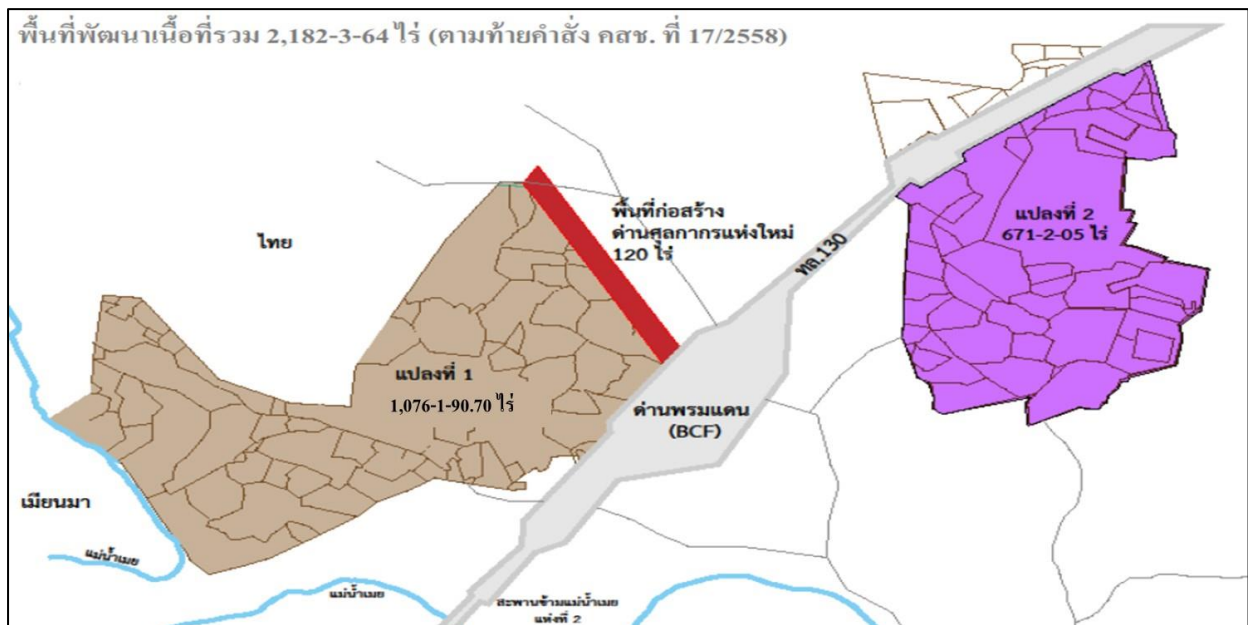 พื้นที่พัฒนาเนื้อที่รวม 2,182-3-64 ไร่ (ตามท้ายคำสั่ง คสช. ที่ 17/2558)
ไทย
พื้นที่ก่อสร้าง
ด่านศุลกากรแห่งใหม่
120 ไร่
ทล.130
แปลงที่ 2
671-2-05 ไร่
แปลงที่ 1
1,076-1-90.70 ไร่
ด่านพรมแดน
(BCF)
เมียนมา
แม่น้ำเมย
แม่น้ำเมย
สะพานข้ามแม่น้ำเมย
แห่งที่ 2